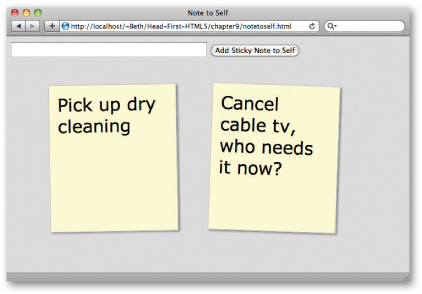 Note to Self
http://localhost/~Beth/Head-First-HTML5/chapter9/notetoself.html
Add Sticky Note to Self
Pick up dry
cleaning
Cancel
cable tv,
who needs
it now?